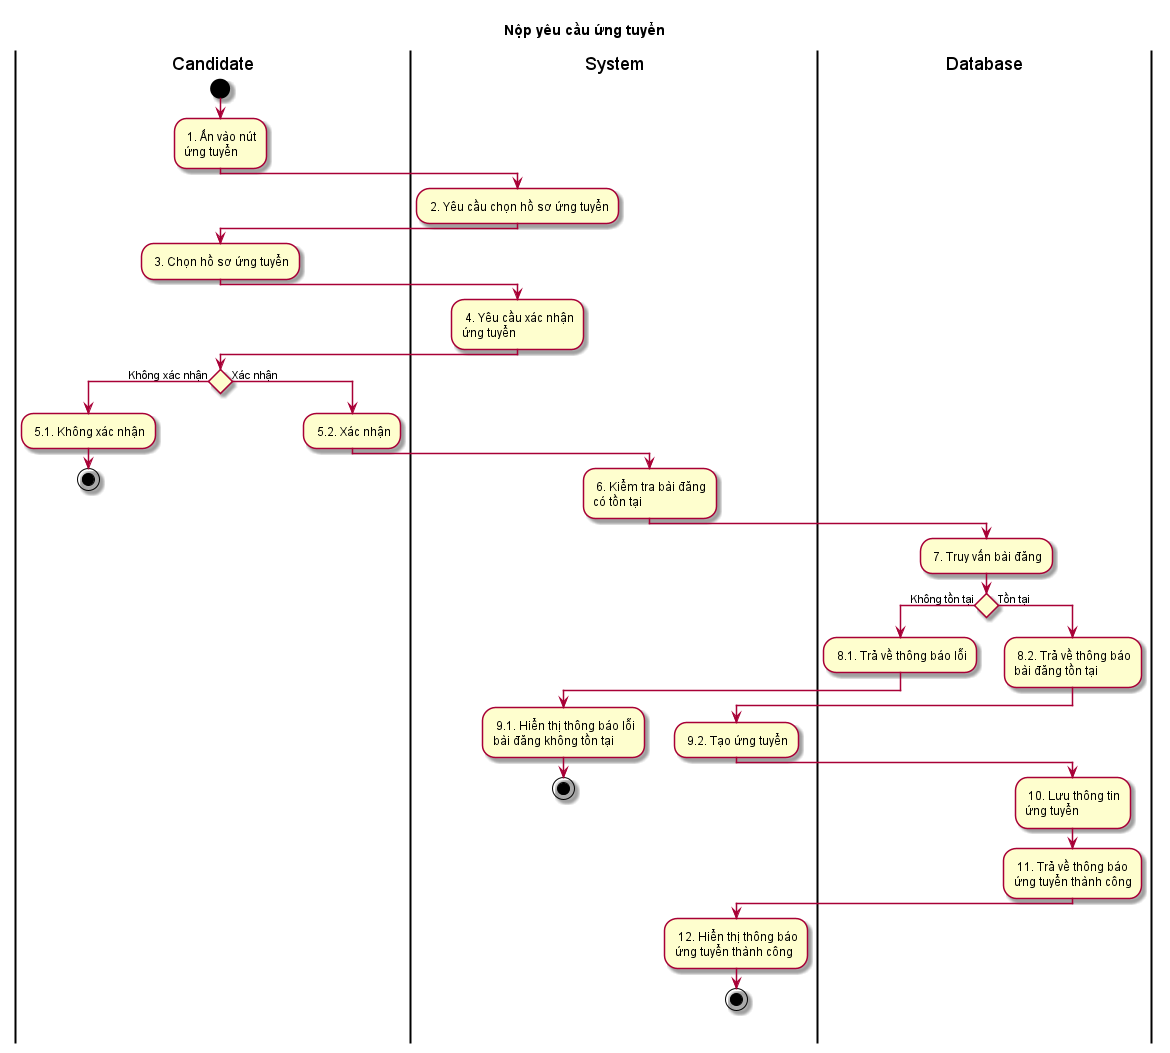 Nộp yêu cầu ứng tuyển
Candidate
System
Database
1. Ấn vào nút
ứng tuyển
2. Yêu cầu chọn hồ sơ ứng tuyển
3. Chọn hồ sơ ứng tuyển
4. Yêu cầu xác nhận
ứng tuyển
Không xác nhận
Xác nhận
5.1. Không xác nhận
5.2. Xác nhận
6. Kiểm tra bài đăng
có tồn tại
7. Truy vấn bài đăng
Không tồn tại
Tồn tại
8.1. Trả về thông báo lỗi
8.2. Trả về thông báo
bài đăng tồn tại
9.1. Hiển thị thông báo lỗi
bài đăng không tồn tại
9.2. Tạo ứng tuyển
10. Lưu thông tin
ứng tuyển
11. Trả về thông báo
ứng tuyển thành công
12. Hiển thị thông báo
ứng tuyển thành công